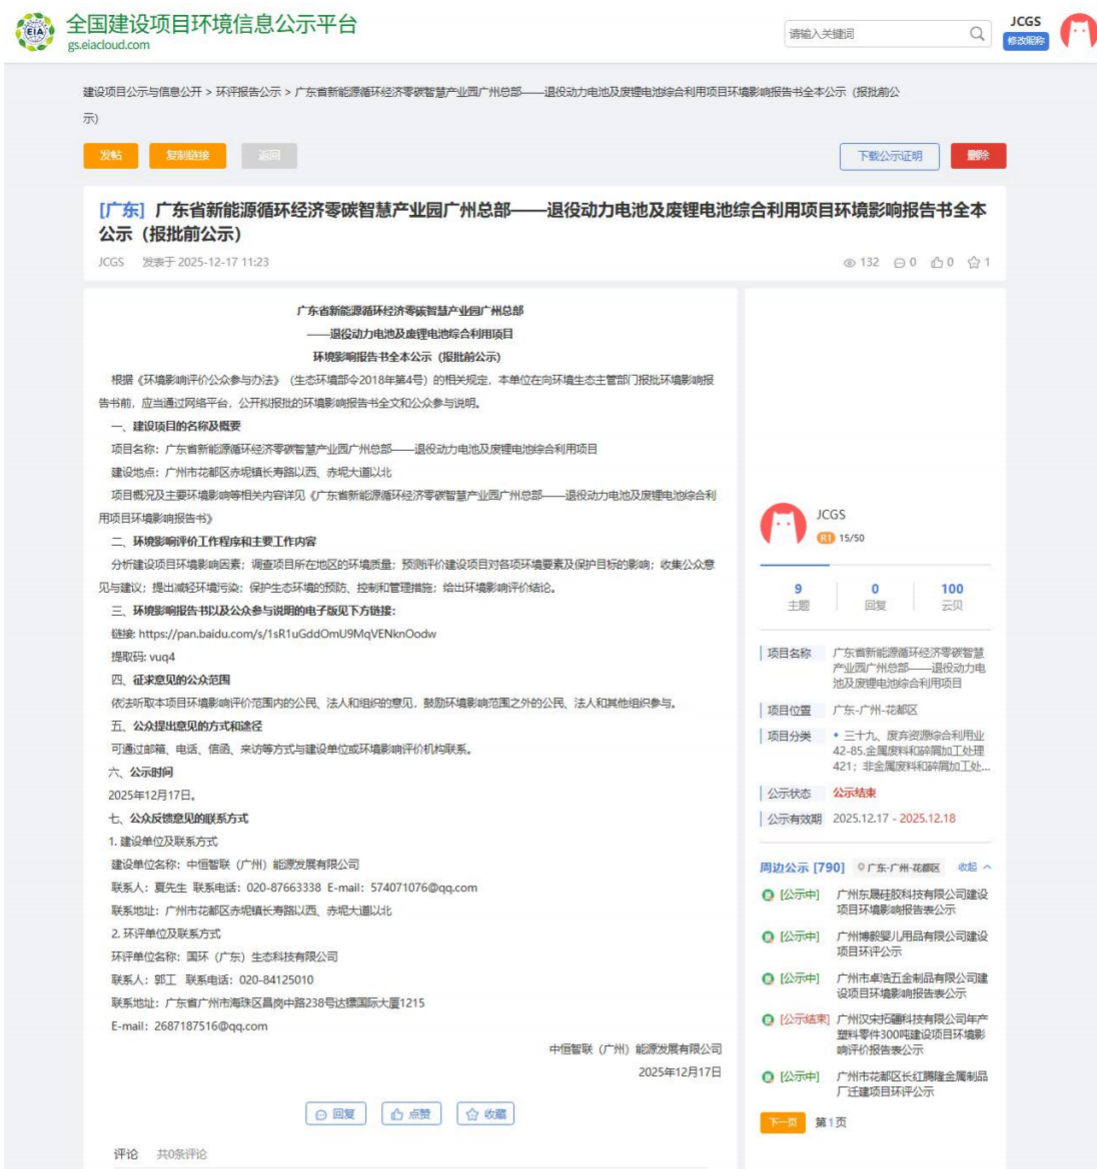 全国建设项目环境信息公示平台
gs.eiacloud.com
请输入关键词
JCGS
修改昵称
建设项目公示与信息公开 > 环评报告公示 > 广东省新能源循环经济零碳智慧产业园广州总部——退役动力电池及废锂电池综合利用项目环境影响报告书全本公示（报批前公
示）
发帖
复制链接
返回
下载公示证明
删除
[广东] 广东省新能源循环经济零碳智慧产业园广州总部——退役动力电池及废锂电池综合利用项目环境影响报告书全本
公示（报批前公示）
JCGS 发表于 2025-12-17 11:23
132 0 0 1
广东省新能源循环经济零碳智慧产业园广州总部
——退役动力电池及废锂电池综合利用项目
环境影响报告书全本公示（报批前公示）
根据《环境影响评价公众参与办法》（生态环境部令2018年第4号）的相关规定，本单位在向环境生态主管部门报批环境影响报
告书前，应当通过网络平台，公开拟报批的环境影响报告书全文和公众参与说明。
一、建设项目的名称及概要
项目名称：广东省新能源循环经济零碳智慧产业园广州总部——退役动力电池及废锂电池综合利用项目
建设地点：广州市花都区赤坭镇长寿路以西、赤坭大道以北
项目概况及主要环境影响等相关内容详见《广东省新能源循环经济零碳智慧产业园广州总部——退役动力电池及废锂电池综合利
用项目环境影响报告书》
二、环境影响评价工作程序和主要工作内容
分析建设项目环境影响因素；调查项目所在地区的环境质量；预测评价建设项目对各项环境要素及保护目标的影响；收集公众意
见与建议；提出减轻环境污染；保护生态环境的预防、控制和管理措施；给出环境影响评价结论。
三、环境影响报告书以及公众参与说明的电子版见下方链接：
链接: https://pan.baidu.com/s/1sR1uGddOmU9MqVENknOodw
提取码: vuq4
四、征求意见的公众范围
依法听取本项目环境影响评价范围内的公民、法人和组织的意见，鼓励环境影响范围之外的公民、法人和其他组织参与。
五、公众提出意见的方式和途径
可通过邮箱、电话、信函、来访等方式与建设单位或环境影响评价机构联系。
六、公示时间
2025年12月17日。
七、公众反馈意见的联系方式
1. 建设单位及联系方式
建设单位名称：中恒智联（广州）能源发展有限公司
联系人：夏先生 联系电话：020-87663338 E-mail：574071076@qq.com
联系地址：广州市花都区赤坭镇长寿路以西、赤坭大道以北
2. 环评单位及联系方式
环评单位名称：国环（广东）生态科技有限公司
联系人：郭工 联系电话：020-84125010
联系地址：广东省广州市海珠区昌岗中路238号达镖国际大厦1215
E-mail：2687187516@qq.com
中恒智联（广州）能源发展有限公司
2025年12月17日
回复
点赞
收藏
评论 共0条评论
JCGS
R1 15/50
9 0 100
主题 回复 云贝
项目名称 广东省新能源循环经济零碳智慧
产业园广州总部——退役动力电
池及废锂电池综合利用项目
项目位置 广东-广州-花都区
项目分类 三十九、废弃资源综合利用业
42-85.金属废料和碎屑加工处理
421；非金属废料和碎屑加工处...
公示状态 公示结束
公示有效期 2025.12.17 - 2025.12.18
周边公示 [790] 广东-广州-花都区 收起
[公示中] 广州东晟硅胶科技有限公司建设
项目环境影响报告表公示
[公示中] 广州博毅婴儿用品有限公司建设
项目环评公示
[公示中] 广州市卓浩五金制品有限公司建
设项目环境影响报告表公示
[公示结束] 广州汉宋拓疆科技有限公司年产
塑料零件300吨建设项目环境影
响评价报告表公示
[公示中] 广州市花都区长红腾隆金属制品
厂迁建项目环评公示
下一页 第1页